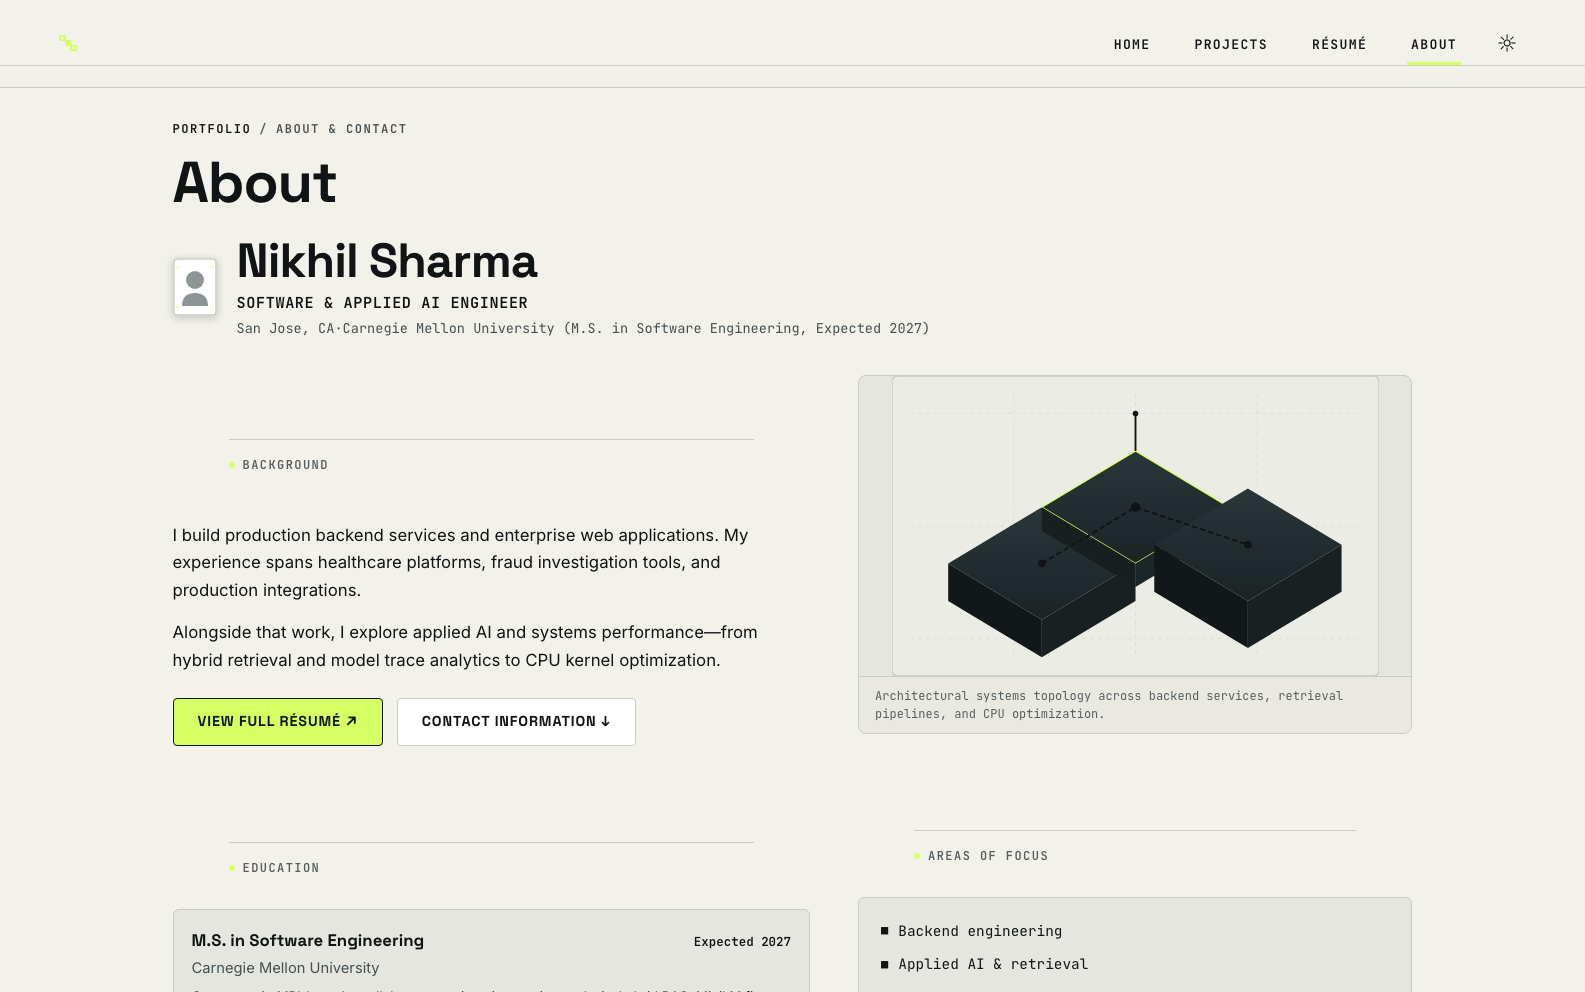 HOME PROJECTS RÉSUMÉ ABOUT
PORTFOLIO / ABOUT & CONTACT
About
Nikhil Sharma
SOFTWARE & APPLIED AI ENGINEER
San Jose, CA·Carnegie Mellon University (M.S. in Software Engineering, Expected 2027)
BACKGROUND
I build production backend services and enterprise web applications. My
experience spans healthcare platforms, fraud investigation tools, and
production integrations.
Alongside that work, I explore applied AI and systems performance—from
hybrid retrieval and model trace analytics to CPU kernel optimization.
VIEW FULL RÉSUMÉ ↗
CONTACT INFORMATION ↓
Architectural systems topology across backend services, retrieval
pipelines, and CPU optimization.
EDUCATION
M.S. in Software Engineering
Expected 2027
Carnegie Mellon University
AREAS OF FOCUS
Backend engineering
Applied AI & retrieval